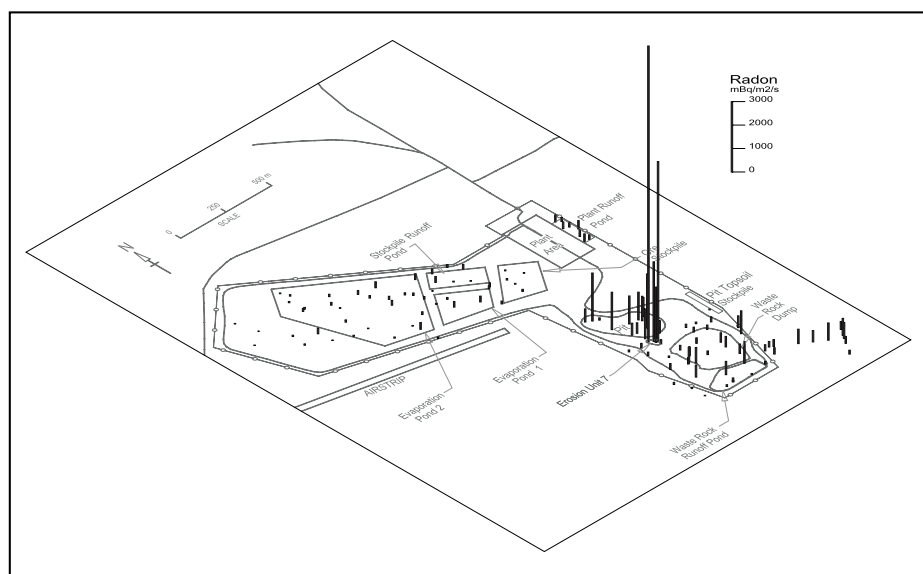 Radon
mBq/m2/s
3000
2000
1000
0
500 m
250
0
SCALE
N
Plant Runoff
Pond
Plant
Area
Stockpile Runoff
Pond
Ore
Stockpile
Pit Topsoil
Stockpile
Waste
Rock
Dump
Pit
Evaporation
Pond 1
Erosion Unit 7
AIRSTRIP
Evaporation
Pond 2
Waste Rock
Runoff Pond